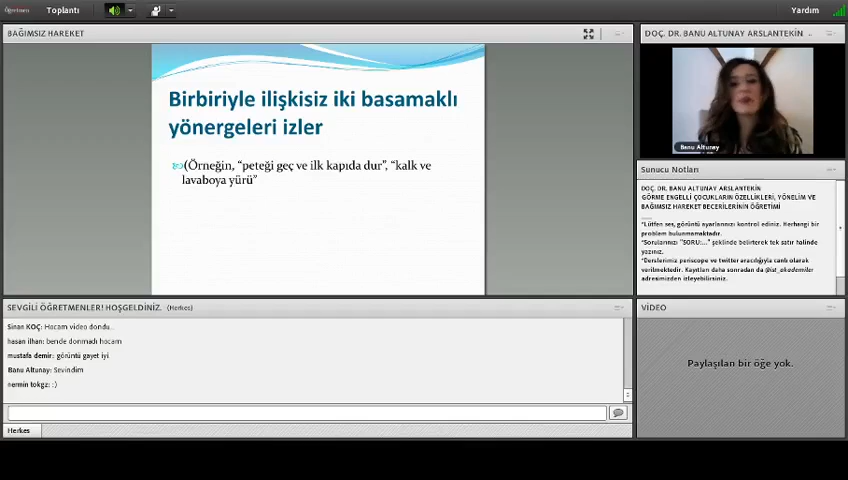 Öğretmen Toplantı Yardım
BAĞIMSIZ HAREKET
Birbiriyle ilişkisiz iki basamaklı
yönergeleri izler
(Örneğin, “peteği geç ve ilk kapıda dur”, “kalk ve
lavaboya yürü”
DOÇ. DR. BANU ALTUNAY ARSLANTEKİN ..
Banu Altunay
Sunucu Notları
DOÇ. DR. BANU ALTUNAY ARSLANTEKİN
GÖRME ENGELLİ ÇOCUKLARIN ÖZELLİKLERİ, YÖNELİM VE
BAĞIMSIZ HAREKET BECERİLERİNİN ÖĞRETİMİ
*Lütfen ses, görüntü ayarlarınızı kontrol ediniz. Herhangi bir
problem bulunmamaktadır.
*Sorularınızı "SORU:..." şeklinde belirterek tek satır halinde
yazınız.
*Derslerimiz periscope ve twitter aracılığıyla canlı olarak
verilmektedir. Kayıtları daha sonradan da @ist_akademiler
adresimizden izleyebilirsiniz.
SEVGİLİ ÖĞRETMENLER! HOŞGELDİNİZ. (Herkes)
Sinan KOÇ: Hocam video dondu..
hasan ilhan: bende donmadı hocam
mustafa demir: görüntü gayet iyi.
Banu Altunay: Sevindim
nermin tokgz: :)
Herkes
VİDEO
Paylaşılan bir öğe yok.